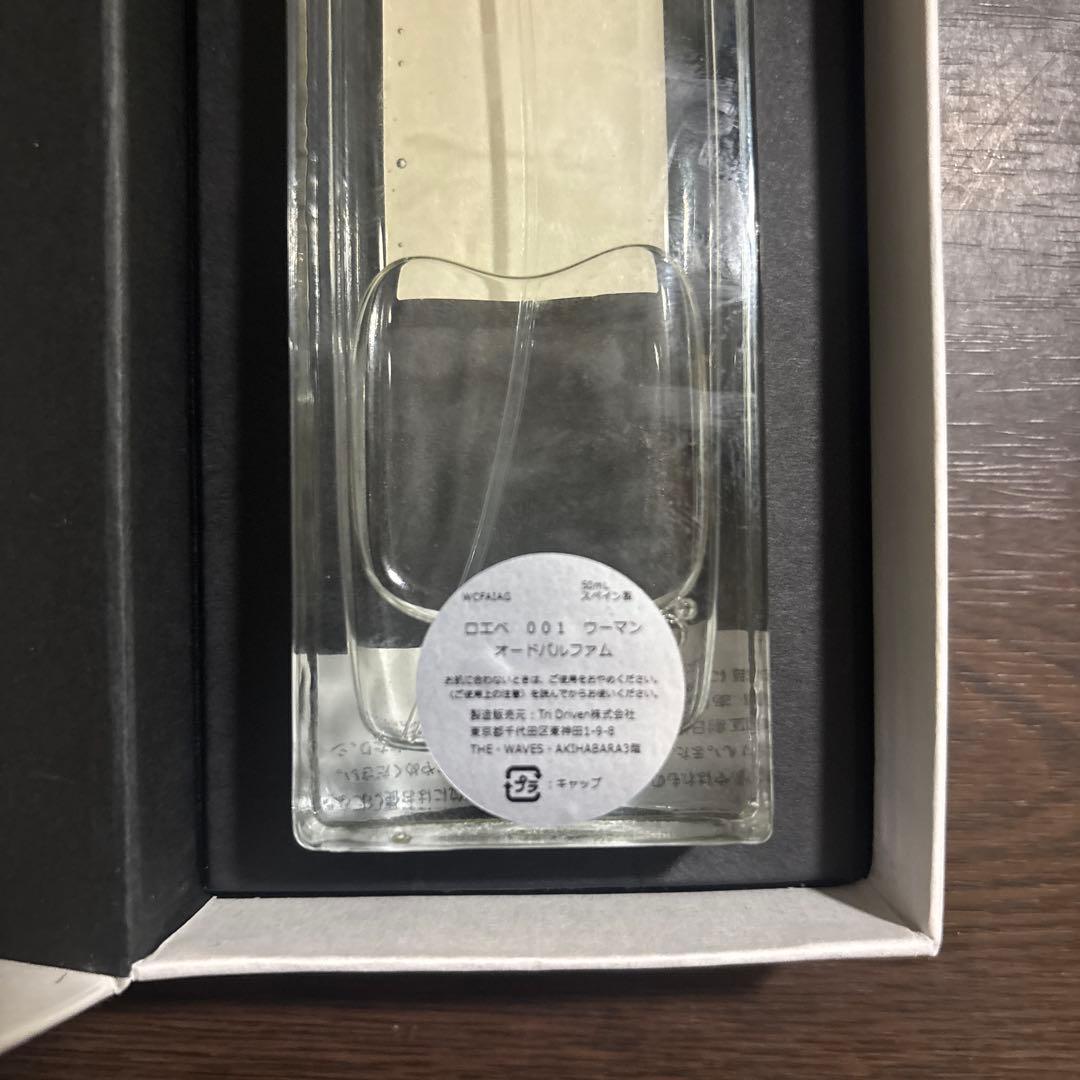 WCFAIAG
50mL
スペイン製
ロエベ 001 ウーマン
オードパルファム
お肌に合わないときは、ご使用をおやめください。
〈ご使用上の注意〉を読んでからお使いください。
製造販売元：Tri Driven株式会社
東京都千代田区東神田1-9-8
THE・WAVES・AKIHABARA3階
プラ：キャップ